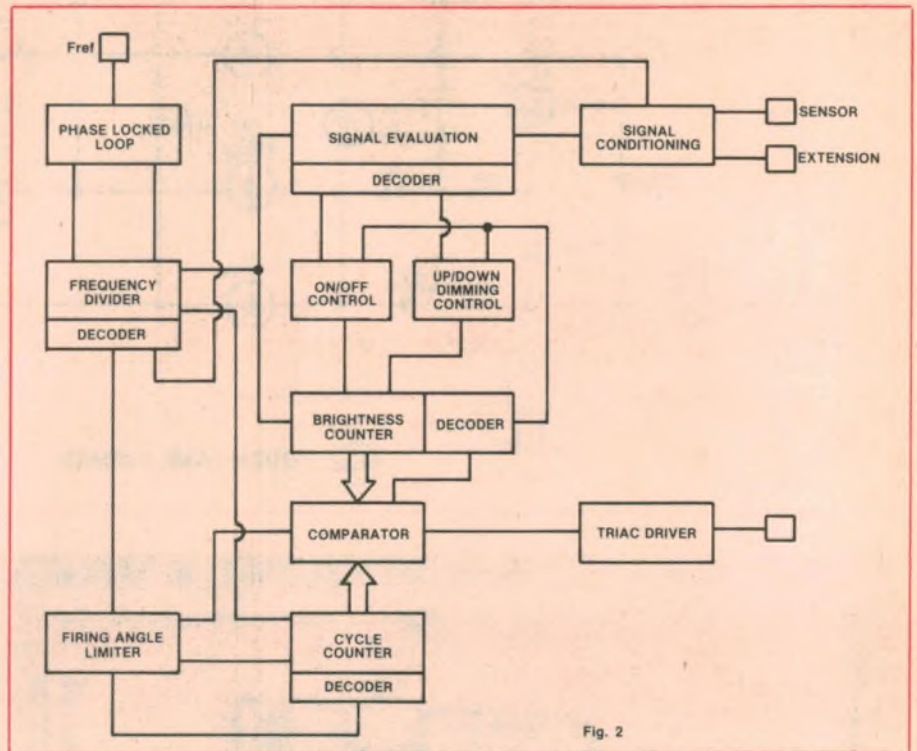 Fref
PHASE LOCKED
LOOP
SIGNAL EVALUATION
DECODER
SIGNAL
CONDITIONING
SENSOR
EXTENSION
FREQUENCY
DIVIDER
DECODER
ON/OFF
CONTROL
UP/DOWN
DIMMING
CONTROL
BRIGHTNESS
COUNTER
DECODER
COMPARATOR
TRIAC DRIVER
FIRING ANGLE
LIMITER
CYCLE
COUNTER
DECODER
Fig. 2